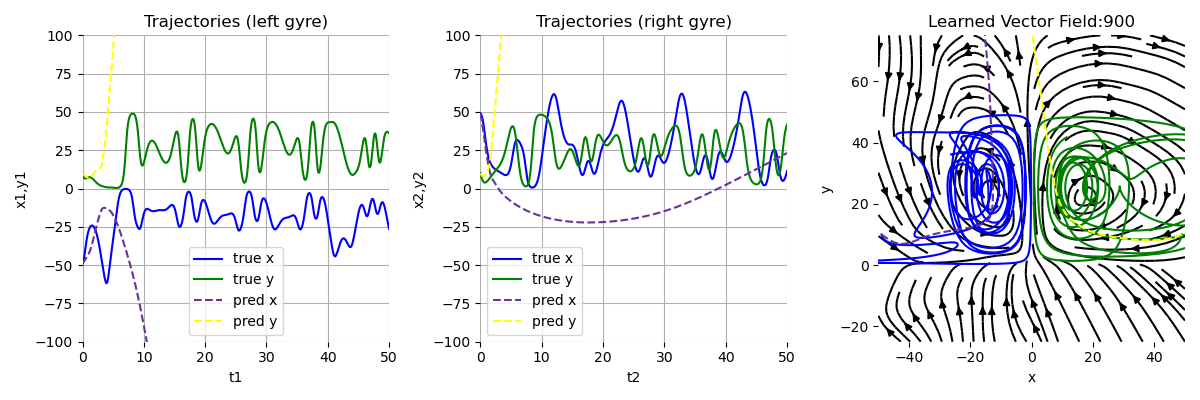 Trajectories (left gyre)
x1,y1
100
75
50
25
0
−25
−50
−75
−100
true x
true y
pred x
pred y
0 10 20 30 40 50
t1
Trajectories (right gyre)
x2,y2
100
75
50
25
0
−25
−50
−75
−100
true x
true y
pred x
pred y
0 10 20 30 40 50
t2
Learned Vector Field:900
y
60
40
20
0
−20
−40 −20 0 20 40
x